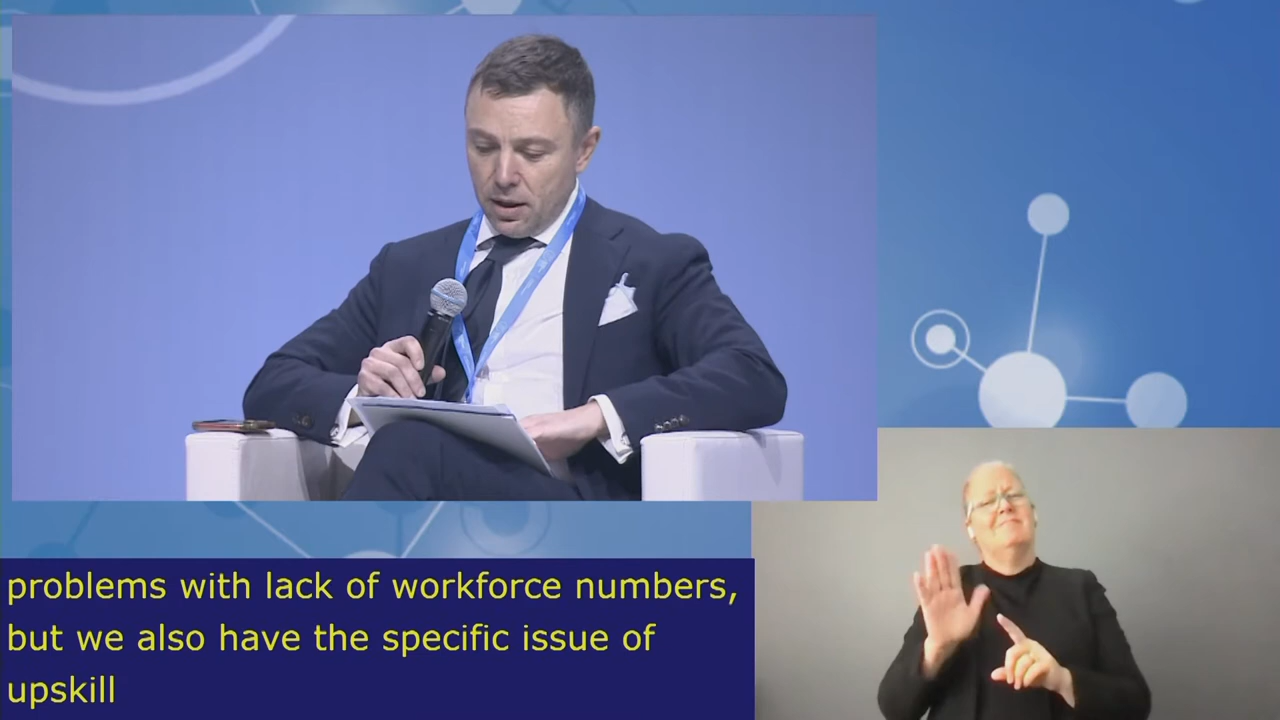 problems with lack of workforce numbers,
but we also have the specific issue of
upskill